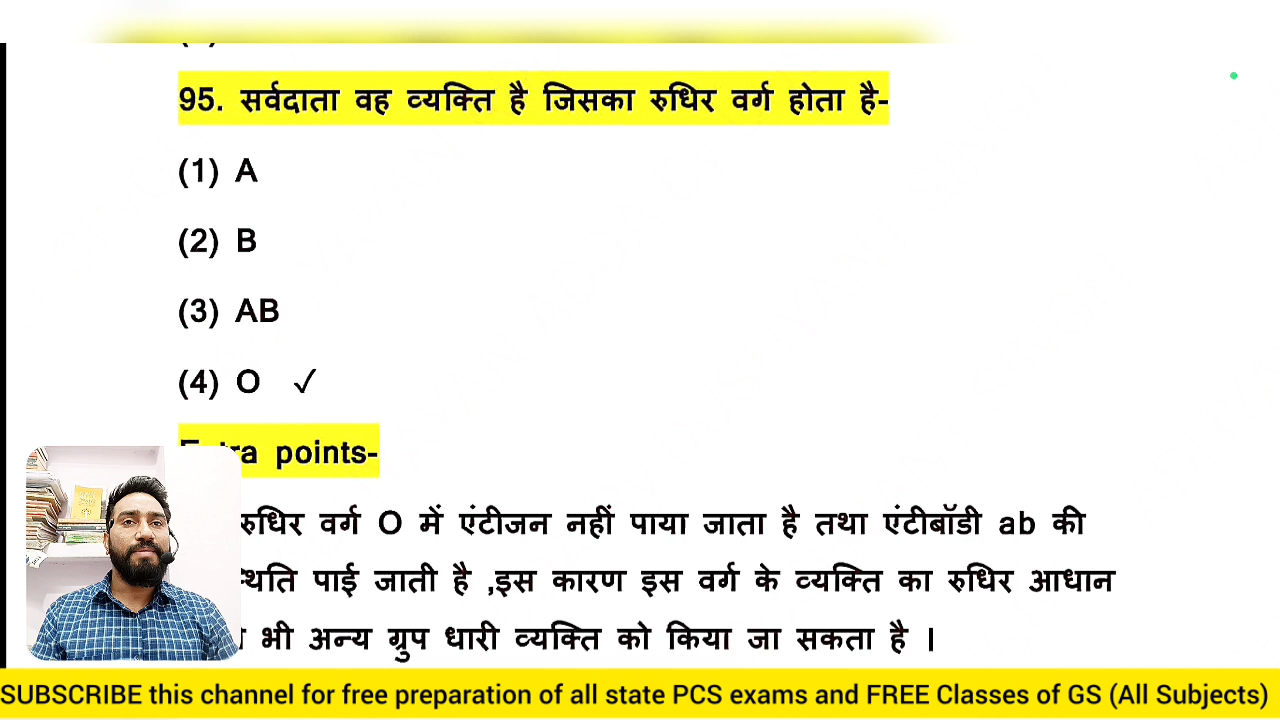 95. सर्वदाता वह व्यक्ति है जिसका रुधिर वर्ग होता है-
(1) A
(2) B
(3) AB
(4) O ✓
points-
रुधिर वर्ग O में एंटीजन नहीं पाया जाता है तथा एंटीबॉडी ab की
पाई जाती है ,इस कारण इस वर्ग के व्यक्ति का रुधिर आधान
भी अन्य ग्रुप धारी व्यक्ति को किया जा सकता है ।
SUBSCRIBE this channel for free preparation of all state PCS exams and FREE Classes of GS (All Subjects)